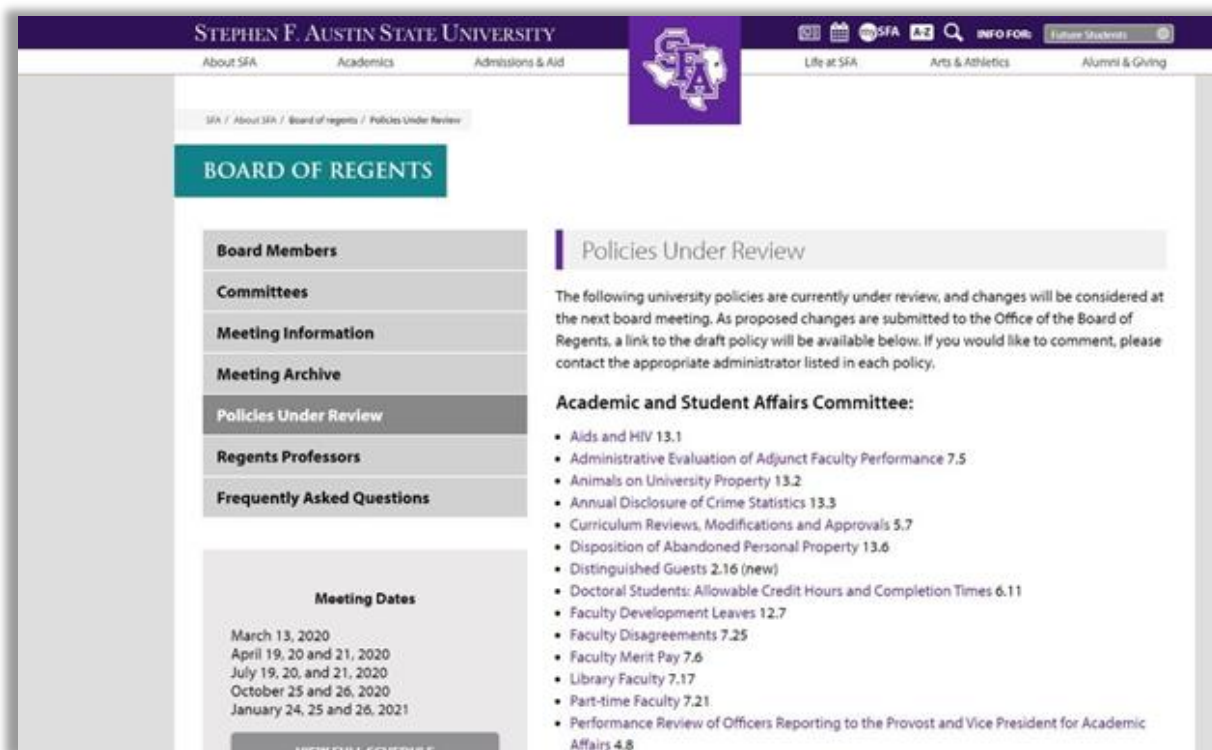 STEPHEN F. AUSTIN STATE UNIVERSITY
mySFA A-Z INFO FOR: Future Students
About SFA Academics Admissions & Aid Life at SFA Arts & Athletics Alumni & Giving
SFA
SFA / About SFA / Board of regents / Policies Under Review
BOARD OF REGENTS
Board Members
Committees
Meeting Information
Meeting Archive
Policies Under Review
Regents Professors
Frequently Asked Questions
Meeting Dates
March 13, 2020
April 19, 20 and 21, 2020
July 19, 20, and 21, 2020
October 25 and 26, 2020
January 24, 25 and 26, 2021
VIEW FULL SCHEDULE
Policies Under Review
The following university policies are currently under review, and changes will be considered at
the next board meeting. As proposed changes are submitted to the Office of the Board of
Regents, a link to the draft policy will be available below. If you would like to comment, please
contact the appropriate administrator listed in each policy.
Academic and Student Affairs Committee:
• Aids and HIV 13.1
• Administrative Evaluation of Adjunct Faculty Performance 7.5
• Animals on University Property 13.2
• Annual Disclosure of Crime Statistics 13.3
• Curriculum Reviews, Modifications and Approvals 5.7
• Disposition of Abandoned Personal Property 13.6
• Distinguished Guests 2.16 (new)
• Doctoral Students: Allowable Credit Hours and Completion Times 6.11
• Faculty Development Leaves 12.7
• Faculty Disagreements 7.25
• Faculty Merit Pay 7.6
• Library Faculty 7.17
• Part-time Faculty 7.21
• Performance Review of Officers Reporting to the Provost and Vice President for Academic
Affairs 4.8